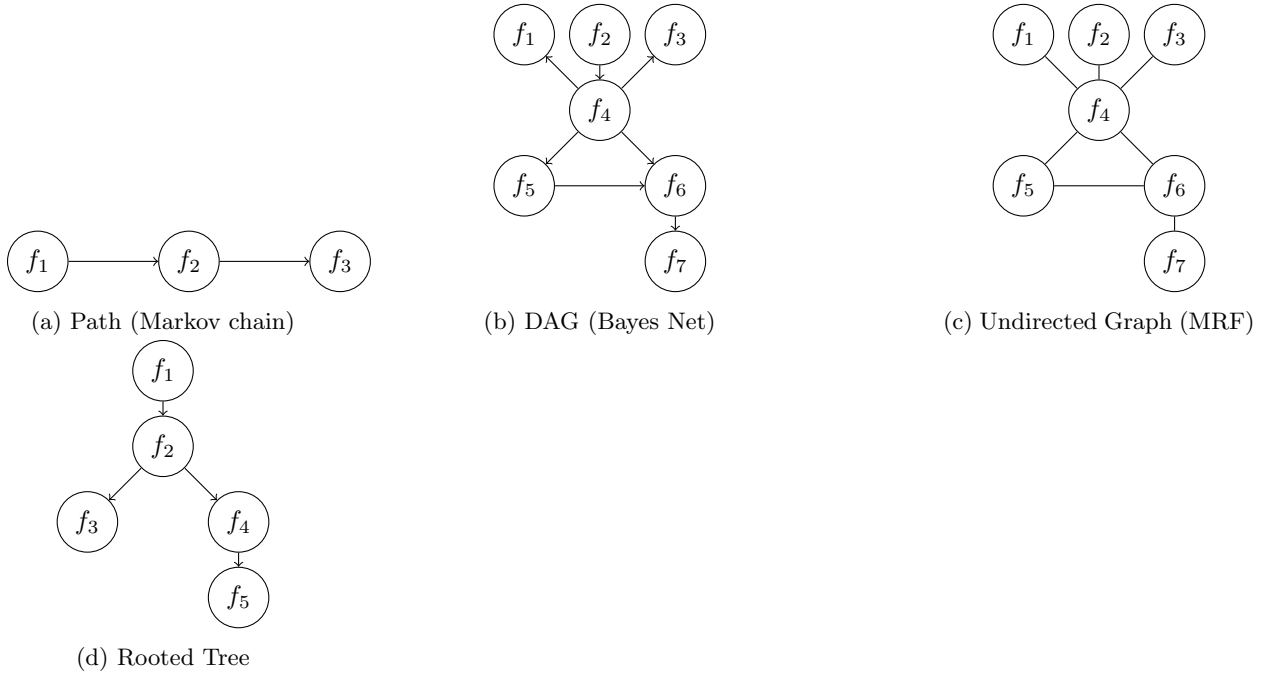 f₁ f₂ f₃
f₄
f₅ f₆
f₇
f₁ f₂ f₃
f₄
f₅ f₆
f₇
f₁ f₂ f₃
(a) Path (Markov chain)
(b) DAG (Bayes Net)
(c) Undirected Graph (MRF)
f₁
f₂
f₃ f₄
f₅
(d) Rooted Tree